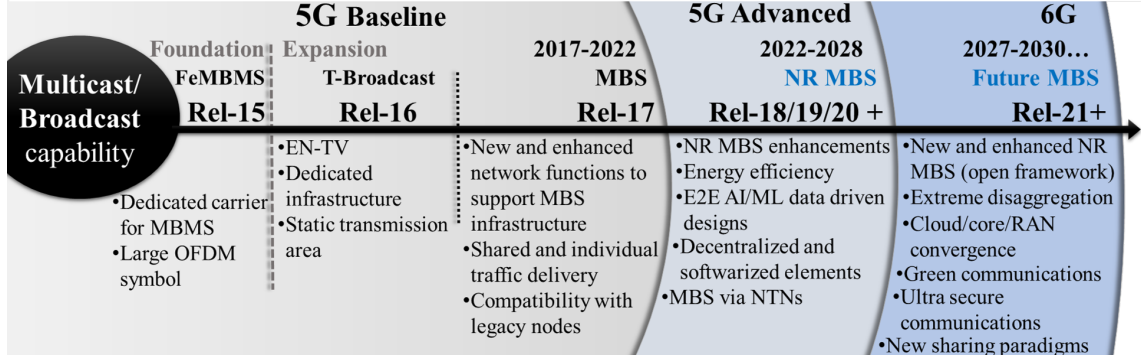 5G Baseline
5G Advanced
6G
Foundation
Expansion
2017-2022
2022-2028
2027-2030…
FeMBMS
T-Broadcast
MBS
NR MBS
Future MBS
Rel-15
Rel-16
Rel-17
Rel-18/19/20 +
Rel-21+
Multicast/
Broadcast
capability
•Dedicated carrier
for MBMS
•Large OFDM
symbol
•EN-TV
•Dedicated
infrastructure
•Static transmission
area
•New and enhanced
network functions to
support MBS
infrastructure
•Shared and individual
traffic delivery
•Compatibility with
legacy nodes
•NR MBS enhancements
•Energy efficiency
•E2E AI/ML data driven
designs
•Decentralized and
softwarized elements
•MBS via NTNs
•New and enhanced NR
MBS (open framework)
•Extreme disaggregation
•Cloud/core/RAN
convergence
•Green communications
•Ultra secure
communications
•New sharing paradigms